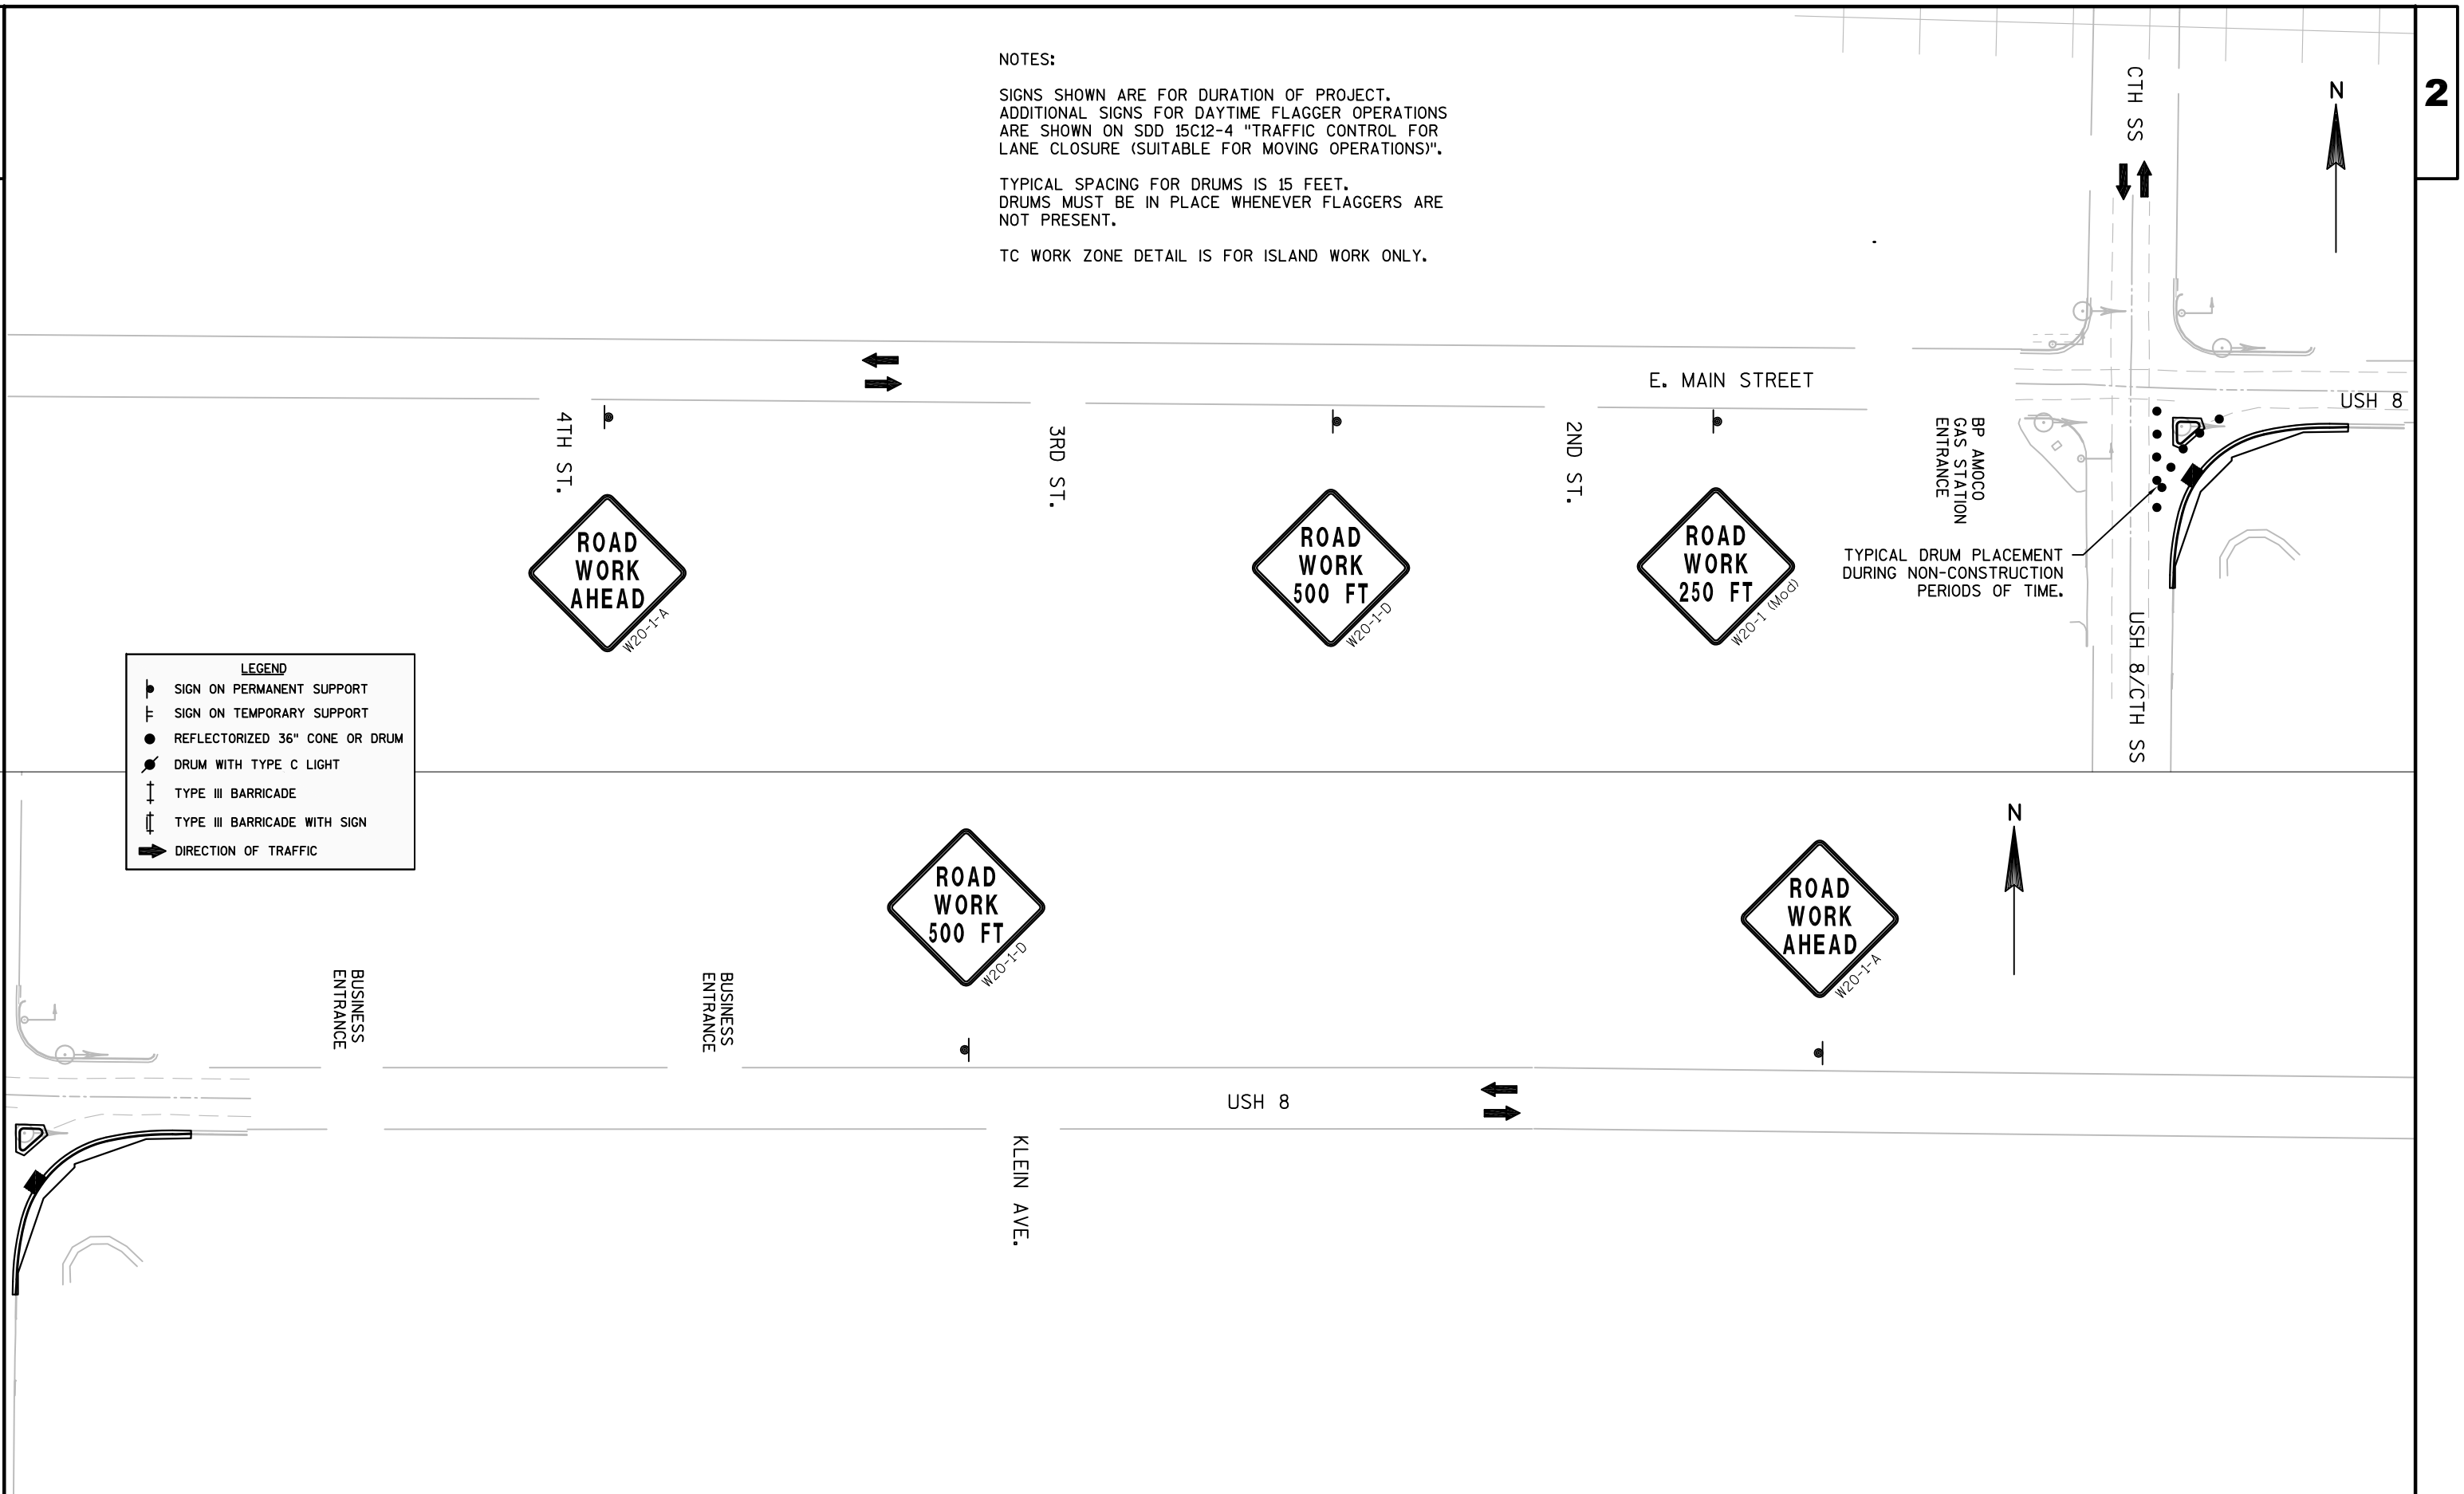 NOTES:
SIGNS SHOWN ARE FOR DURATION OF PROJECT.
ADDITIONAL SIGNS FOR DAYTIME FLAGGER OPERATIONS
ARE SHOWN ON SDD 15C12-4 "TRAFFIC CONTROL FOR
LANE CLOSURE (SUITABLE FOR MOVING OPERATIONS)".
TYPICAL SPACING FOR DRUMS IS 15 FEET.
DRUMS MUST BE IN PLACE WHENEVER FLAGGERS ARE
NOT PRESENT.
TC WORK ZONE DETAIL IS FOR ISLAND WORK ONLY.
CTH SS
N
2
E. MAIN STREET
USH 8
4TH ST.
3RD ST.
2ND ST.
BP AMOCO
GAS STATION
ENTRANCE
ROAD
WORK
AHEAD
W20-1-A
ROAD
WORK
500 FT
W20-1-D
ROAD
WORK
250 FT
W20-1 (Mod)
TYPICAL DRUM PLACEMENT
DURING NON-CONSTRUCTION
PERIODS OF TIME.
USH 8/CTH SS
LEGEND
SIGN ON PERMANENT SUPPORT
SIGN ON TEMPORARY SUPPORT
REFLECTORIZED 36" CONE OR DRUM
DRUM WITH TYPE C LIGHT
TYPE III BARRICADE
TYPE III BARRICADE WITH SIGN
DIRECTION OF TRAFFIC
N
ROAD
WORK
500 FT
W20-1-D
ROAD
WORK
AHEAD
W20-1-A
BUSINESS
ENTRANCE
BUSINESS
ENTRANCE
USH 8
KLEIN AVE.